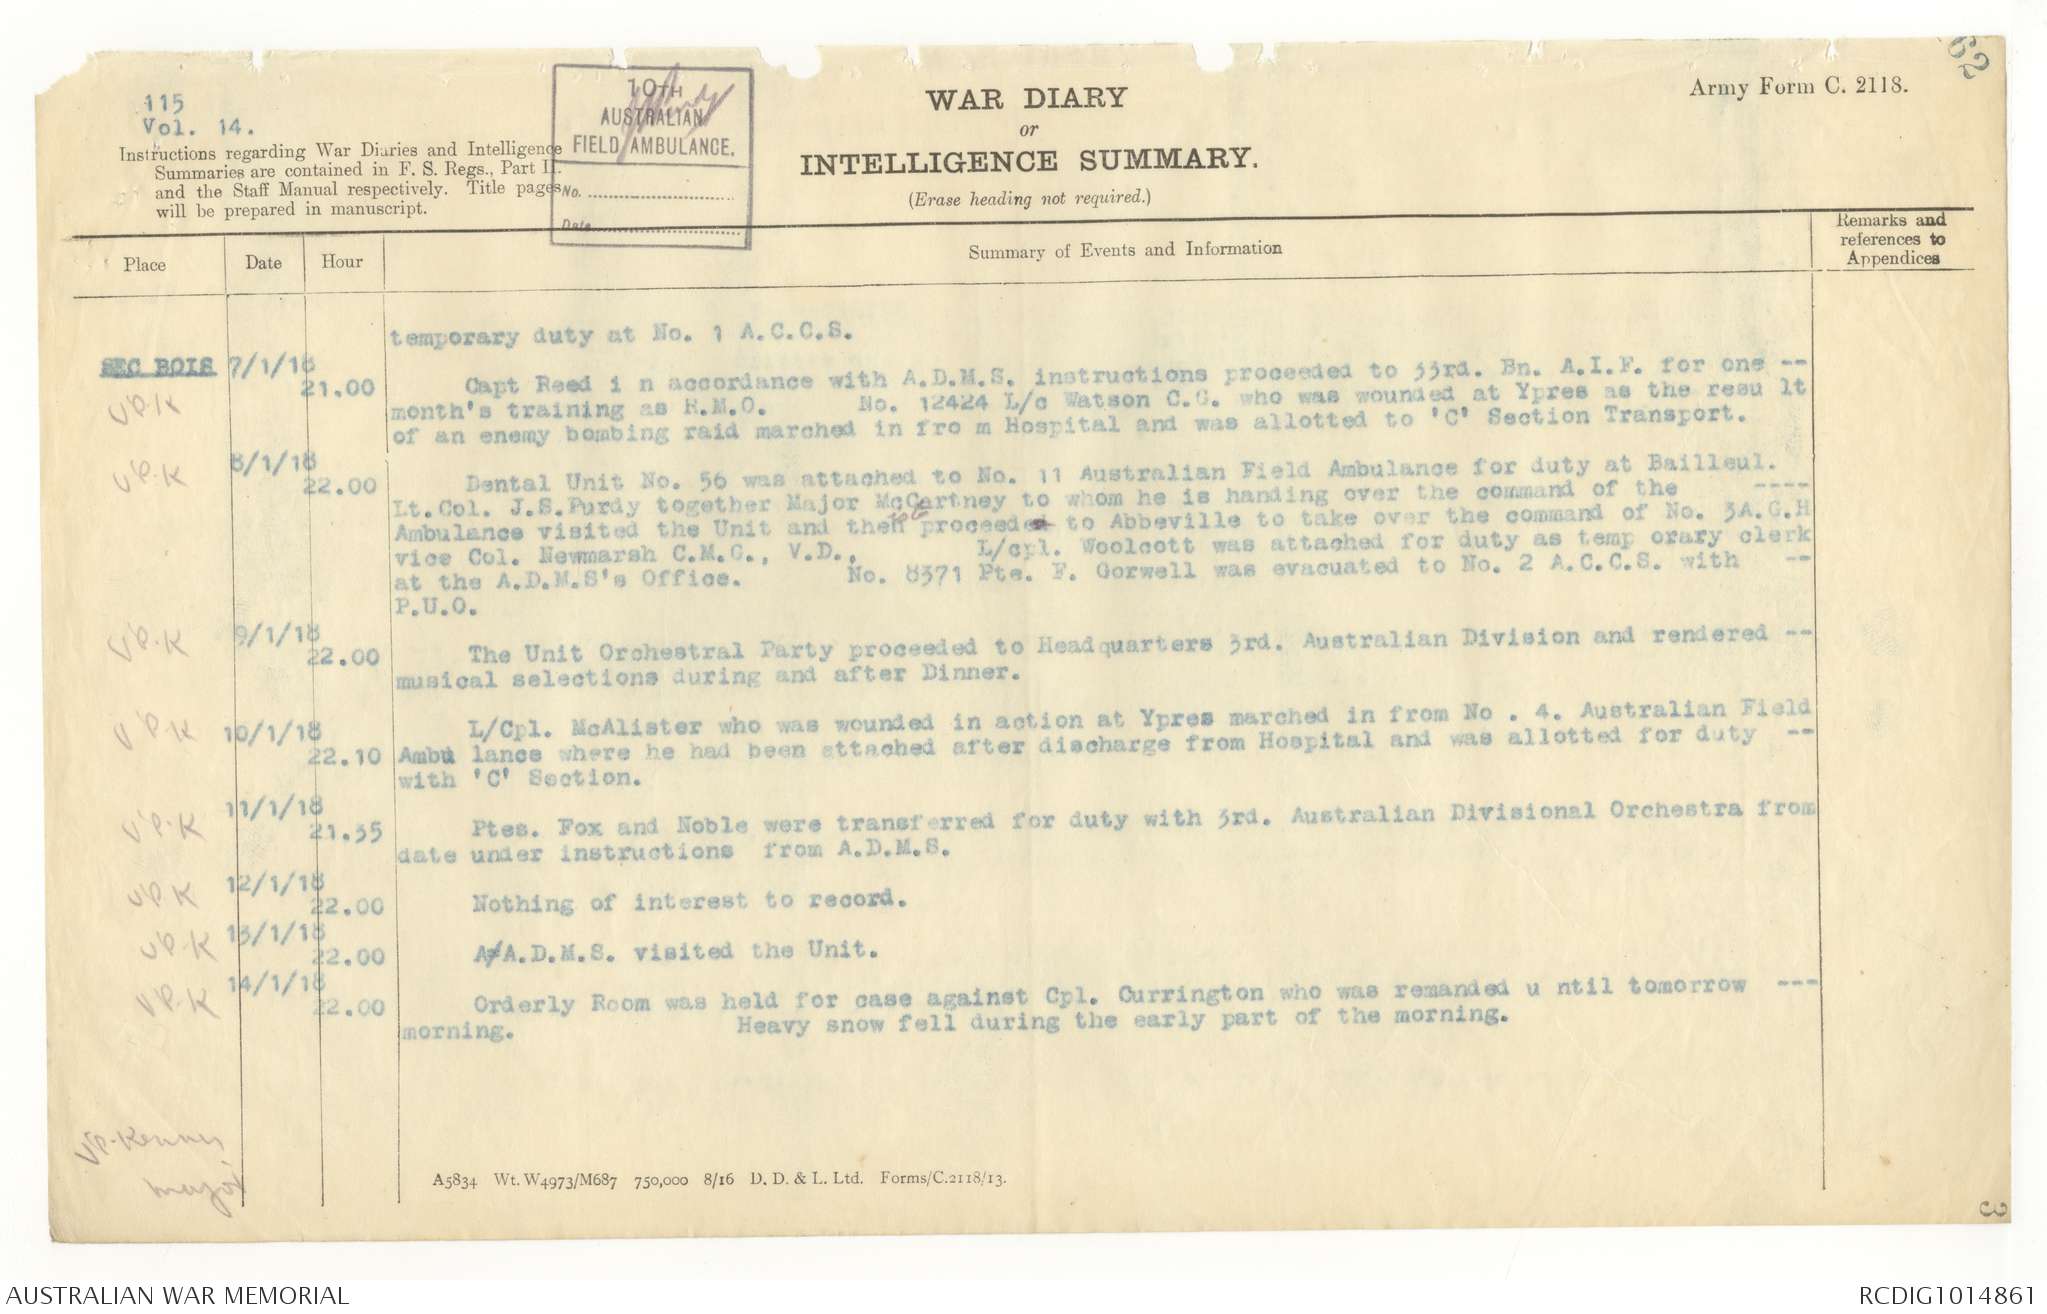 62
115
Vol. 14.
Instructions regarding War Diaries and Intelligence
Summaries are contained in F. S. Regs., Part II.
and the Staff Manual respectively. Title pages
will be prepared in manuscript.
10TH
AUSTRALIAN
FIELD AMBULANCE.
No.
Date
WAR DIARY
or
INTELLIGENCE SUMMARY.
(Erase heading not required.)
Army Form C. 2118.
Place
Date
Hour
Summary of Events and Information
Remarks and
references to
Appendices
temporary duty at No. 1 A.C.C.S.
SEC BOIS 7/1/18
21.00 Capt Reed i n accordance with A.D.M.S. instructions proceeded to 33rd. Bn. A.I.F. for one --
month's training as R.M.O. No. 12424 L/c Watson C.G. who was wounded at Ypres as the resu lt
of an enemy bombing raid marched in fro m Hospital and was allotted to 'C' Section Transport.
VPK
8/1/18
22.00 Dental Unit No. 56 was attached to No. 11 Australian Field Ambulance for duty at Bailleul.
VP.K
Lt.Col. J.S.Purdy together Major McCartney to whom he is handing over the command of the ----
Ambulance visited the Unit and then proceeded to Abbeville to take over the command of No. 3A.G.H
vice Col. Newmarsh C.M.G., V.D., L/cpl. Woolcott was attached for duty as temp orary clerk
at the A.D.M.S's Office. No. 8371 Pte. F. Gorwell was evacuated to No. 2 A.C.C.S. with --
P.U.O.
9/1/18
VP.K
22.00 The Unit Orchestral Party proceeded to Headquarters 3rd. Australian Division and rendered --
musical selections during and after Dinner.
VPK
10/1/18 L/Cpl. McAlister who was wounded in action at Ypres marched in from No . 4. Australian Field
22.10 Ambu lance where he had been attached after discharge from Hospital and was allotted for duty --
with 'C' Section.
11/1/18
VP.K
21.35 Ptes. Fox and Noble were transferred for duty with 3rd. Australian Divisional Orchestra from
date under instructions from A.D.M.S.
12/1/18
VPK
22.00 Nothing of interest to record.
13/1/18
VP.K
22.00 A/A.D.M.S. visited the Unit.
14/1/18
VP.K
22.00 Orderly Room was held for case against Cpl. Currington who was remanded u ntil tomorrow ---
morning. Heavy snow fell during the early part of the morning.
Major
A5834 Wt. W4973/M687 750,000 8/16 D. D. & L. Ltd. Forms/C.2118/13.
3
AUSTRALIAN WAR MEMORIAL
RCDIG1014861